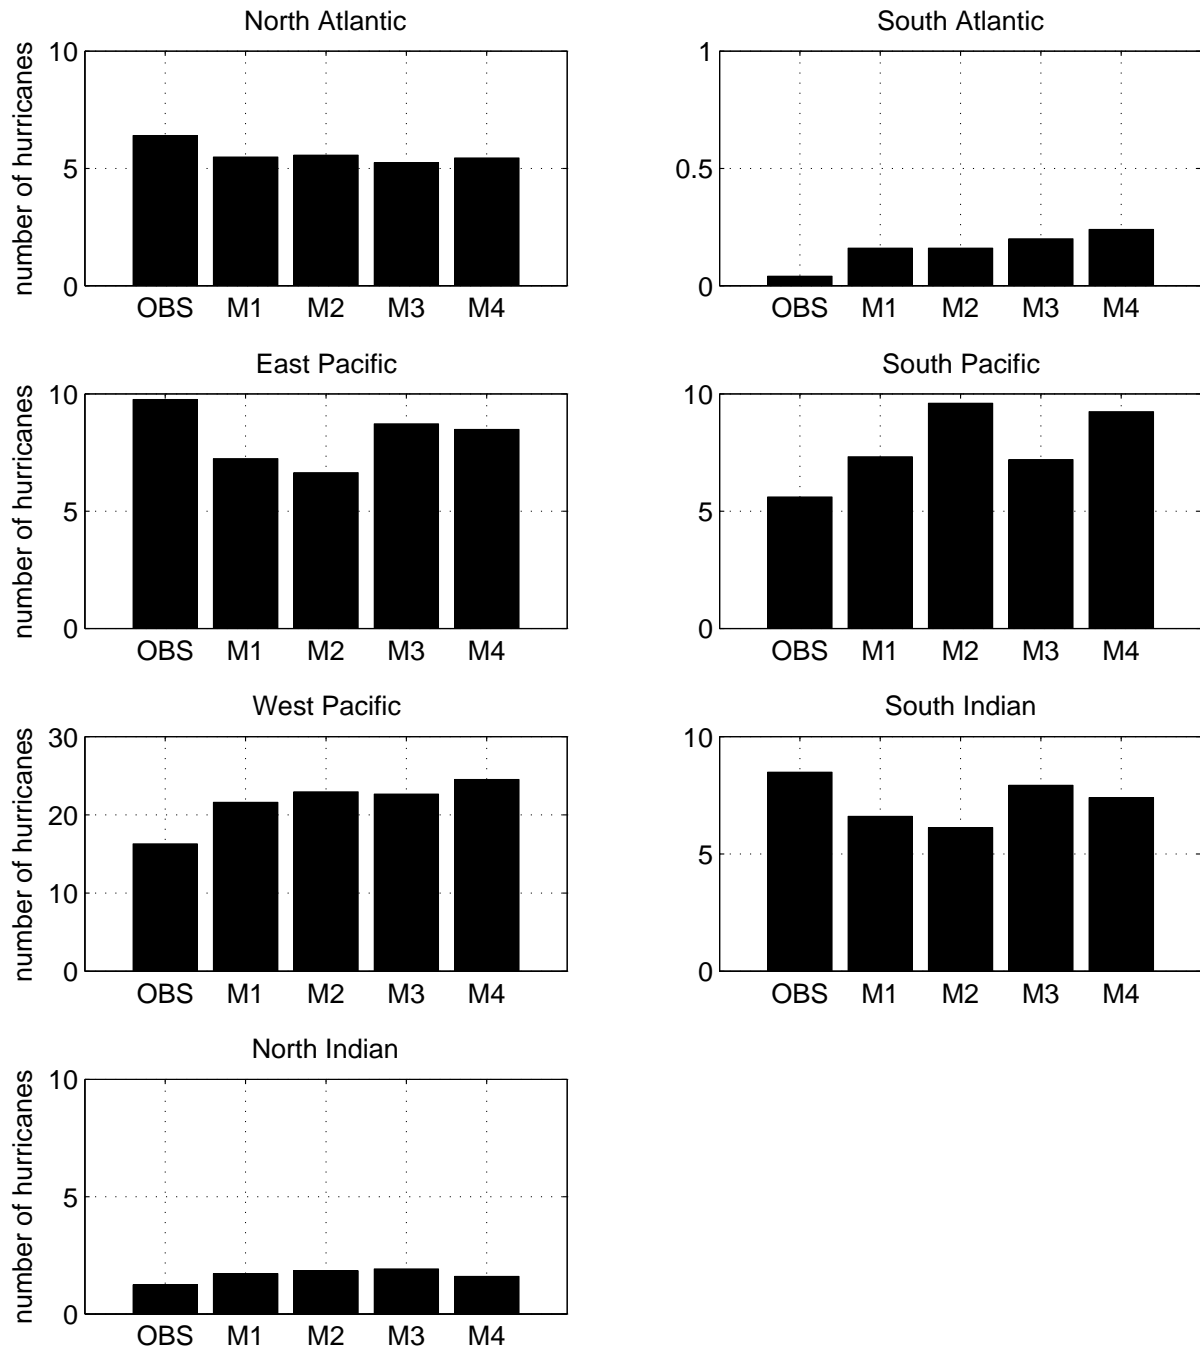 North Atlantic
number of hurricanes
10
5
0
OBS M1 M2 M3 M4
South Atlantic
1
0.5
0
OBS M1 M2 M3 M4
East Pacific
number of hurricanes
10
5
0
OBS M1 M2 M3 M4
South Pacific
10
5
0
OBS M1 M2 M3 M4
West Pacific
number of hurricanes
30
20
10
0
OBS M1 M2 M3 M4
South Indian
10
5
0
OBS M1 M2 M3 M4
North Indian
number of hurricanes
10
5
0
OBS M1 M2 M3 M4